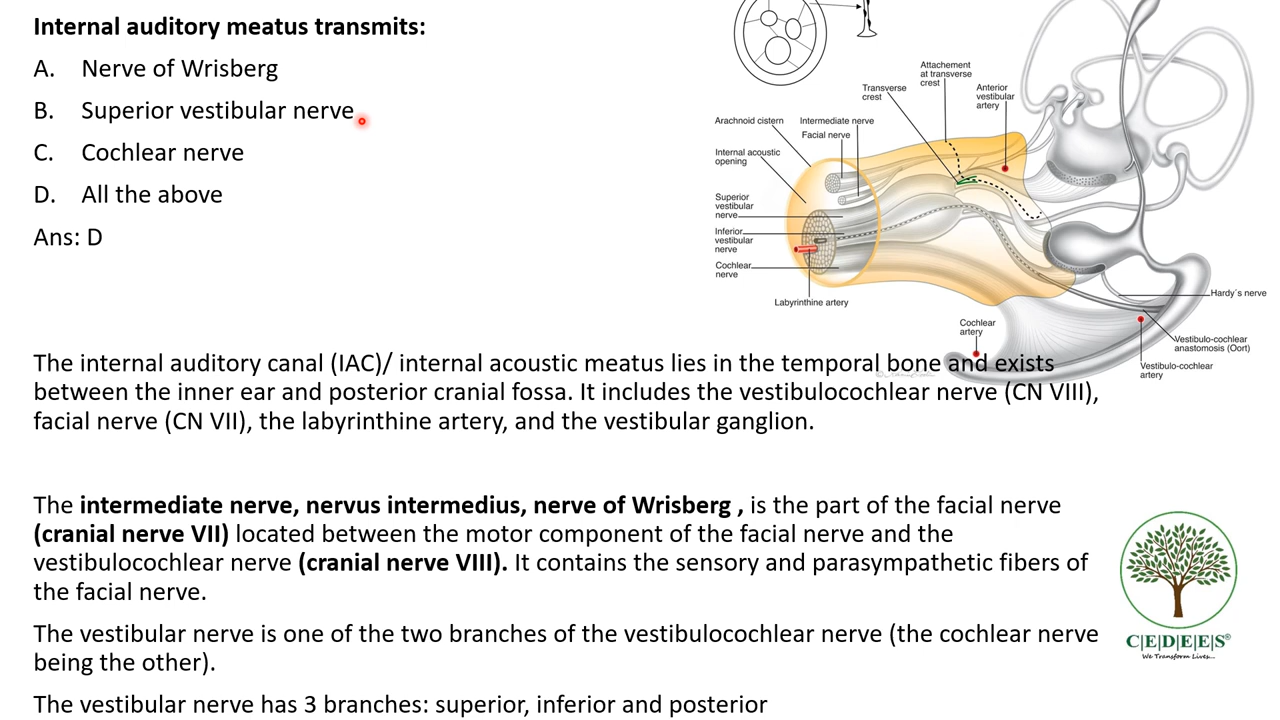 Internal auditory meatus transmits:
A. Nerve of Wrisberg
B. Superior vestibular nerve
C. Cochlear nerve
D. All the above
Ans: D
Attachement
at transverse
crest
Transverse
crest
Anterior
vestibular
artery
Arachnoid cistern
Intermediate nerve
Facial nerve
Internal acoustic
opening
Superior
vestibular
nerve
Inferior
vestibular
nerve
Cochlear
nerve
Labyrinthine artery
Hardy´s nerve
Cochlear
artery
Vestibulo-cochlear
anastomosis (Oort)
Vestibulo-cochlear
artery
The internal auditory canal (IAC)/ internal acoustic meatus lies in the temporal bone and exists
between the inner ear and posterior cranial fossa. It includes the vestibulocochlear nerve (CN VIII),
facial nerve (CN VII), the labyrinthine artery, and the vestibular ganglion.
The intermediate nerve, nervus intermedius, nerve of Wrisberg , is the part of the facial nerve
(cranial nerve VII) located between the motor component of the facial nerve and the
vestibulocochlear nerve (cranial nerve VIII). It contains the sensory and parasympathetic fibers of
the facial nerve.
The vestibular nerve is one of the two branches of the vestibulocochlear nerve (the cochlear nerve
being the other).
The vestibular nerve has 3 branches: superior, inferior and posterior
C|E|D|E|E|S®
We Transform Lives...